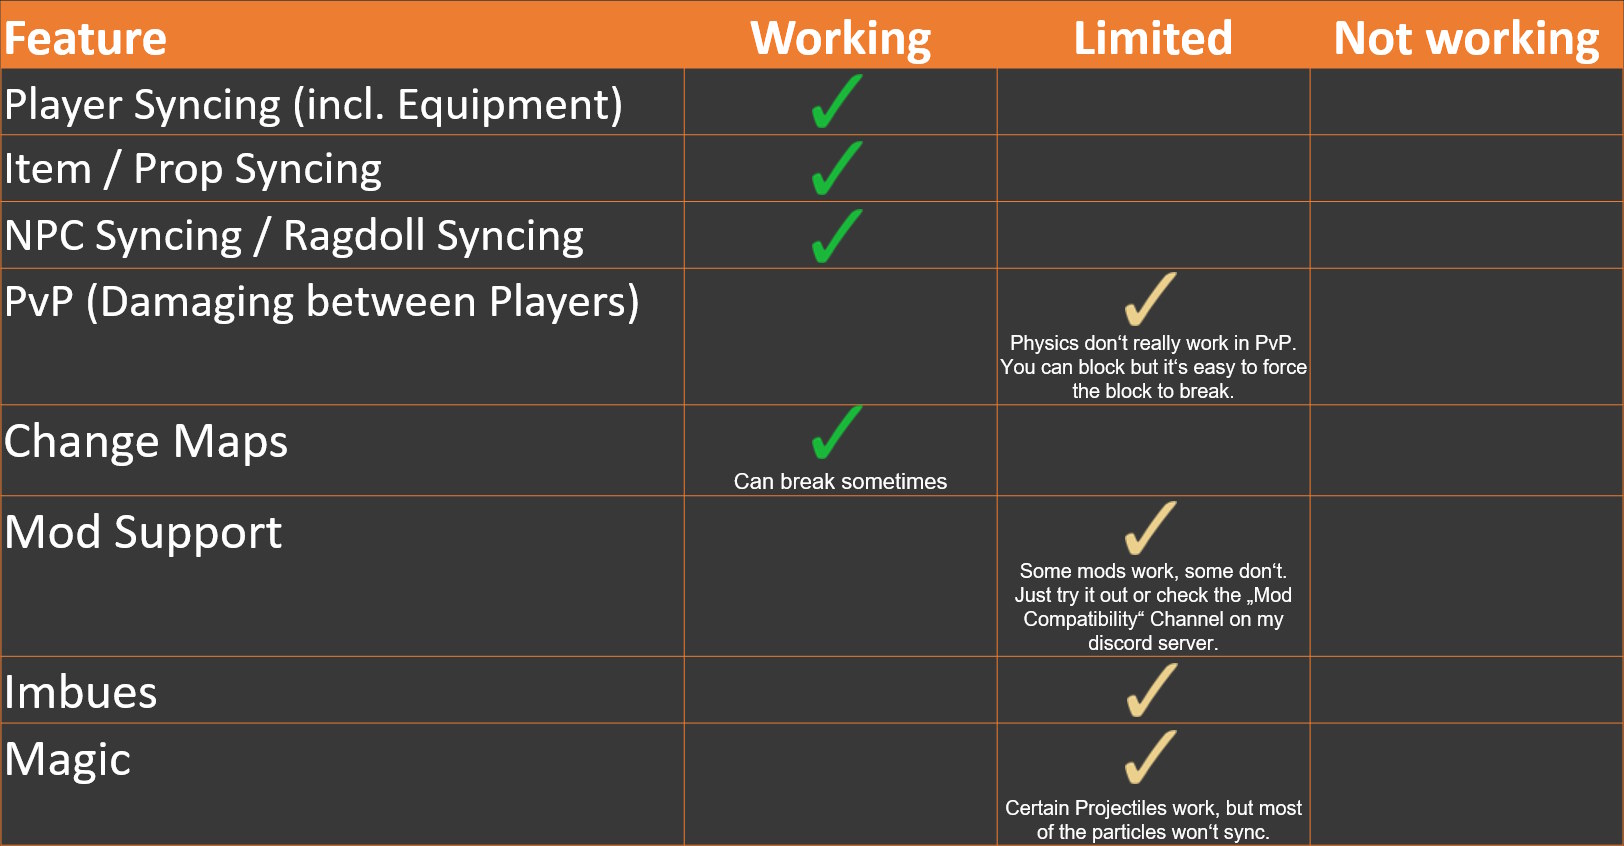 Feature Working Limited Not working
Player Syncing (incl. Equipment)
Item / Prop Syncing
NPC Syncing / Ragdoll Syncing
PvP (Damaging between Players)
Physics don‘t really work in PvP.
You can block but it‘s easy to force
the block to break.
Change Maps
Can break sometimes
Mod Support
Some mods work, some don‘t.
Just try it out or check the „Mod
Compatibility“ Channel on my
discord server.
Imbues
Magic
Certain Projectiles work, but most
of the particles won‘t sync.